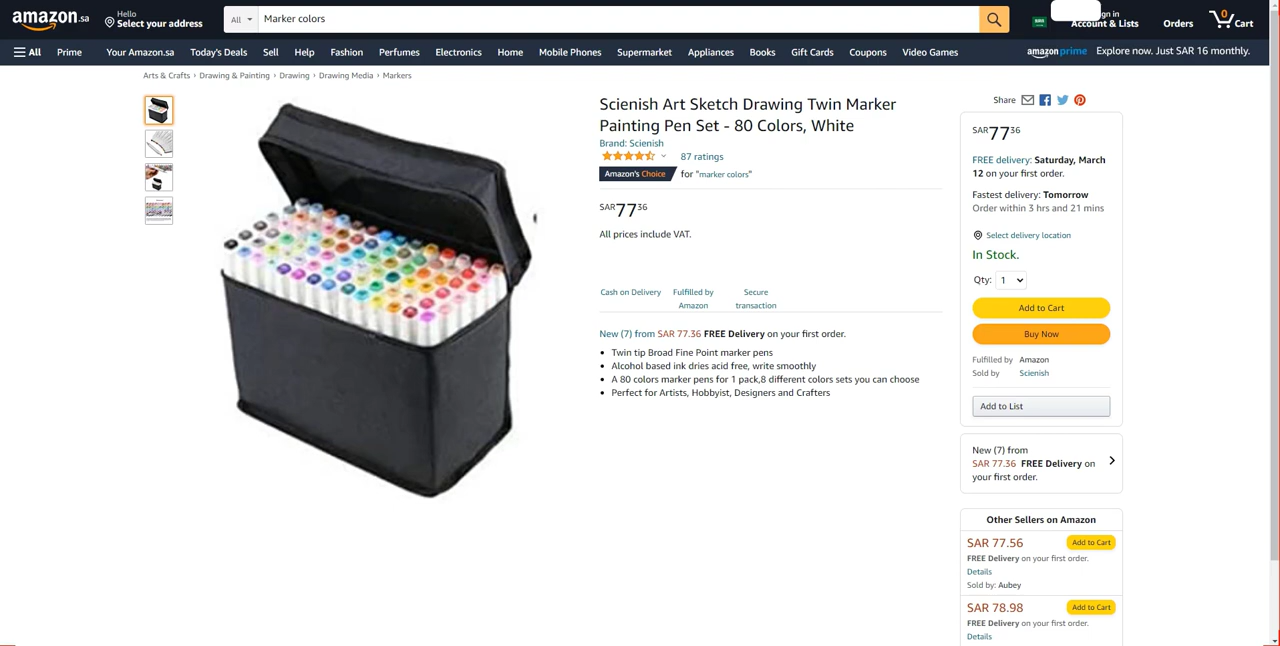 amazon.sa
Hello
Select your address
All
Marker colors
gn in
Account & Lists
Orders
0
Cart
All
Prime
Your Amazon.sa
Today's Deals
Sell
Help
Fashion
Perfumes
Electronics
Home
Mobile Phones
Supermarket
Appliances
Books
Gift Cards
Coupons
Video Games
amazon prime
Explore now. Just SAR 16 monthly.
Arts & Crafts › Drawing & Painting › Drawing › Drawing Media › Markers
Scienish Art Sketch Drawing Twin Marker
Painting Pen Set - 80 Colors, White
Brand: Scienish
87 ratings
Amazon's Choice for "marker colors"
SAR 77 36
All prices include VAT.
Cash on Delivery
Fulfilled by
Amazon
Secure
transaction
New (7) from SAR 77.36 FREE Delivery on your first order.
• Twin tip Broad Fine Point marker pens
• Alcohol based ink dries acid free, write smoothly
• A 80 colors marker pens for 1 pack,8 different colors sets you can choose
• Perfect for Artists, Hobbyist, Designers and Crafters
Share
SAR 77 36
FREE delivery: Saturday, March
12 on your first order.
Fastest delivery: Tomorrow
Order within 3 hrs and 21 mins
Select delivery location
In Stock.
Qty: 1
Add to Cart
Buy Now
Fulfilled by Amazon
Sold by Scienish
Add to List
New (7) from
SAR 77.36 FREE Delivery on
your first order.
Other Sellers on Amazon
SAR 77.56
Add to Cart
FREE Delivery on your first order.
Details
Sold by: Aubey
SAR 78.98
Add to Cart
FREE Delivery on your first order.
Details